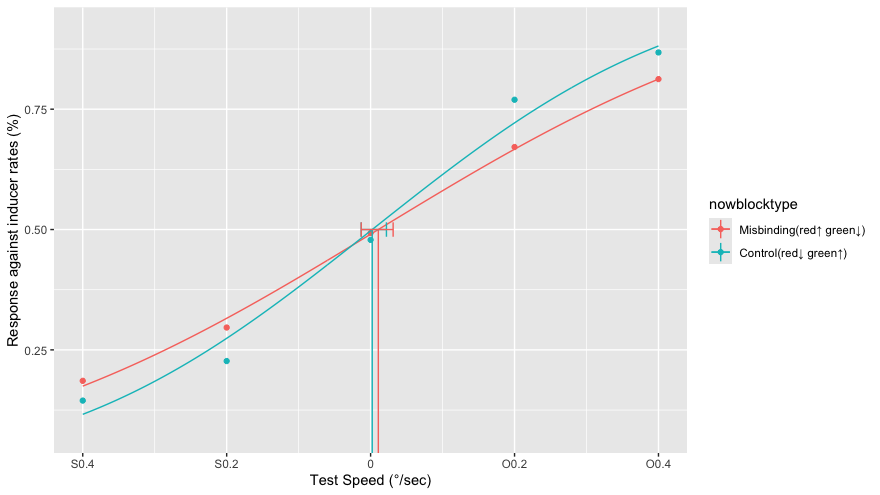 Response against inducer rates (%)
0.75
0.50
0.25
S0.4 S0.2 0 O0.2 O0.4
Test Speed (°/sec)
nowblocktype
Misbinding(red↑ green↓)
Control(red↓ green↑)